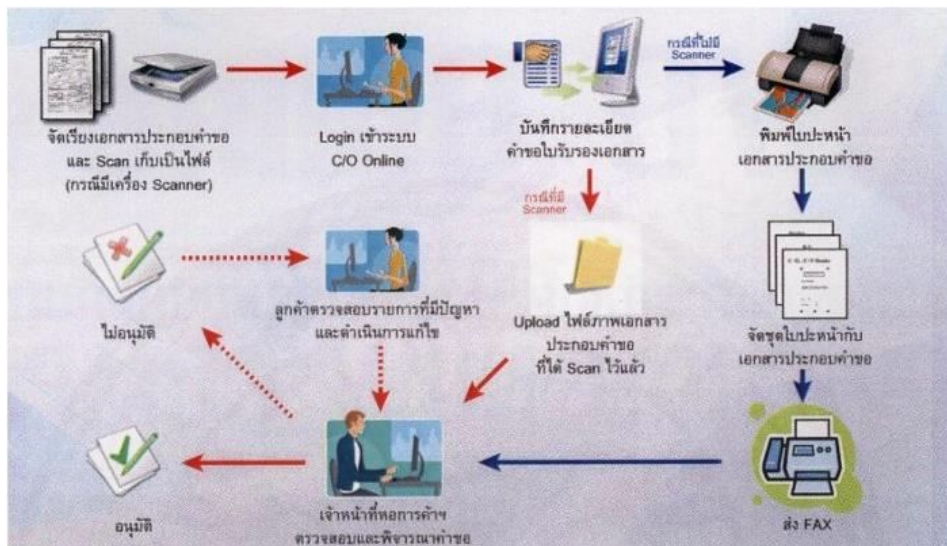 กรณีที่ไม่มี
Scanner
จัดเรียงเอกสารประกอบคำขอ
และ Scan เก็บเป็นไฟล์
(กรณีมีเครื่อง Scanner)
Login เข้าระบบ
C/O Online
บันทึกรายละเอียด
คำขอใบรับรองเอกสาร
พิมพ์ใบปะหน้า
เอกสารประกอบคำขอ
กรณีที่มี
Scanner
ไม่อนุมัติ
ลูกค้าตรวจสอบรายการที่มีปัญหา
และดำเนินการแก้ไข
Upload ไฟล์ภาพเอกสาร
ประกอบคำขอ
ที่ได้ Scan ไว้แล้ว
จัดชุดใบปะหน้ากับ
เอกสารประกอบคำขอ
อนุมัติ
เจ้าหน้าที่หอการค้าฯ
ตรวจสอบและพิจารณาคำขอ
ส่ง FAX